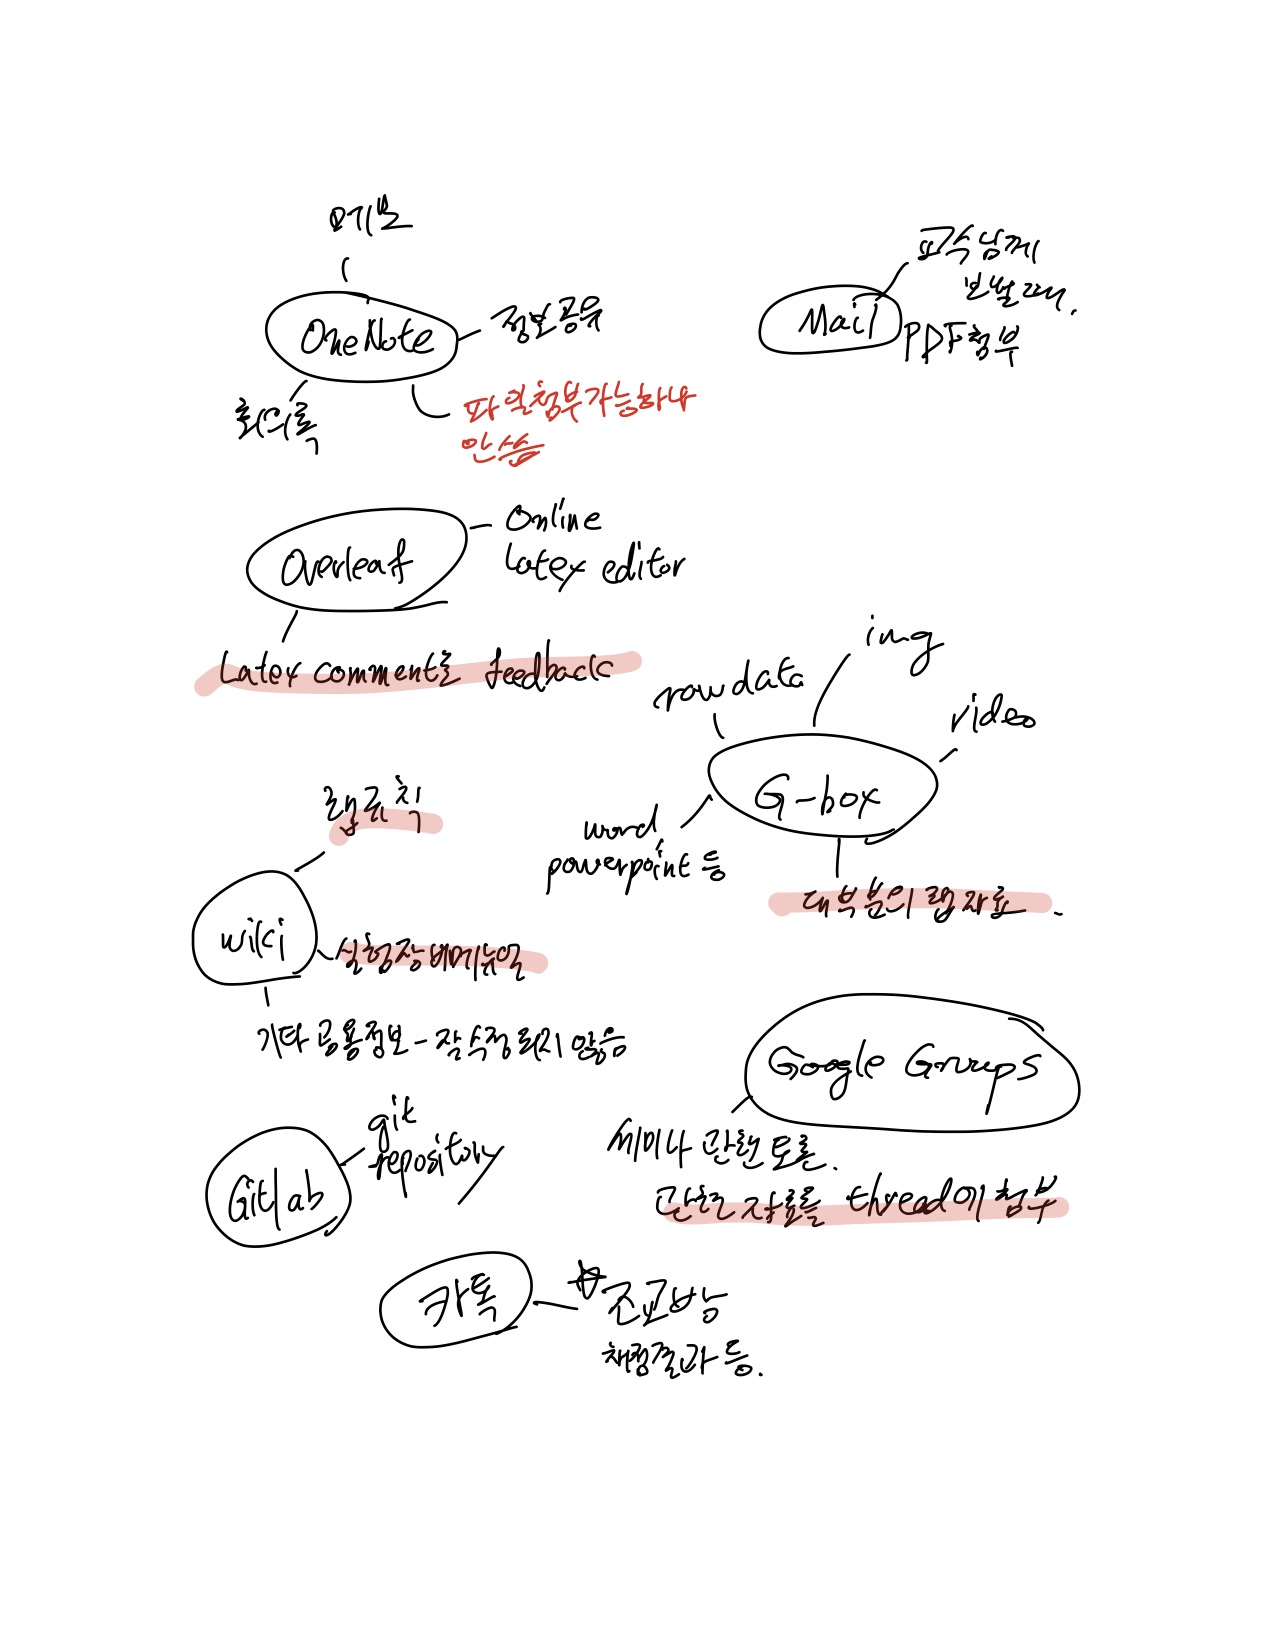 메모
OneNote
정보공유
회의록
파일첨부가능하나
안씀
Mail
교수님께
보낼때.
PDF첨부
Overleaf
Online
latex editor
Latex comment로 feedback
raw data
img
video
G-box
word
powerpoint 등
대부분의 랩 자료.
랩규칙
wiki
실험장비메뉴얼
기타 공용정보 - 잘 수정되지 않음
Google Groups
세미나 관련 토론.
관련 자료를 thread에 첨부
Gitlab
git
repository
카톡
조교방
채점결과 등.